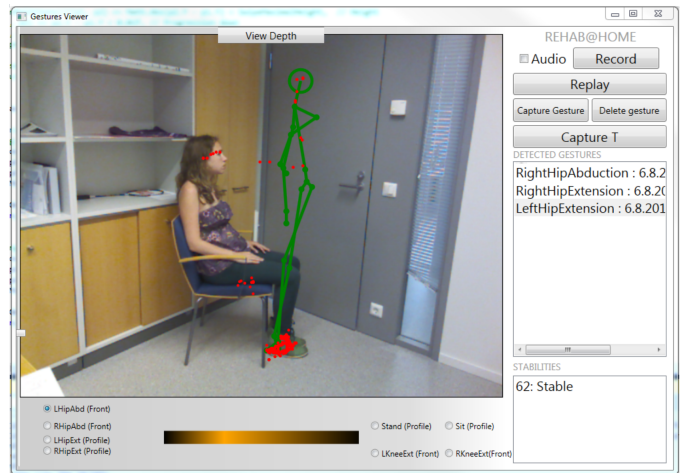 Gestures Viewer
View Depth
REHAB@HOME
Audio
Record
Replay
Capture Gesture
Delete gesture
Capture T
DETECTED GESTURES
RightHipAbduction : 6.8.2
RightHipExtension : 6.8.20
LeftHipExtension : 6.8.201
STABILITIES
62: Stable
LHipAbd (Front)
RHipAbd (Front)
LHipExt (Profile)
RHipExt (Profile)
Stand (Profile)
Sit (Profile)
LKneeExt (Front)
RKneeExt(Front)